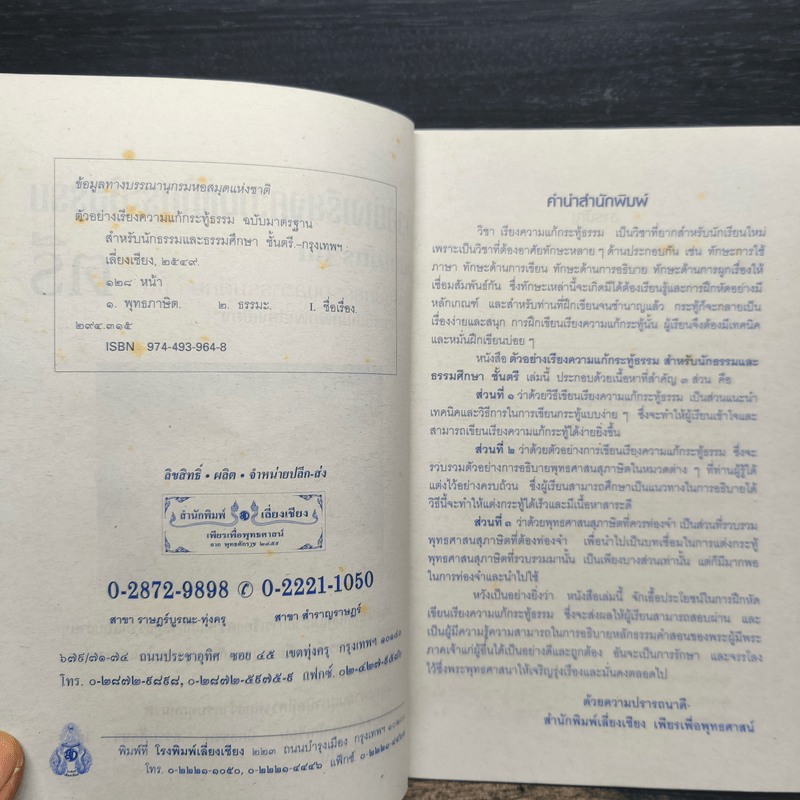 ข้อมูลทางบรรณานุกรมหอสมุดแห่งชาติ
ตัวอย่างเรียงความแก้กระทู้ธรรม ฉบับมาตรฐาน
สำหรับนักธรรมและธรรมศึกษา ชั้นตรี.-กรุงเทพฯ :
เลี่ยงเชียง, ๒๕๔๙.
๑๒๘ หน้า
๑. พุทธภาษิต. ๒. ธรรมะ. I. ชื่อเรื่อง.
๒๙๔.๓๑๕
ISBN 974-493-964-8
ลิขสิทธิ์ • ผลิต • จำหน่ายปลีก-ส่ง
สำนักพิมพ์ เลี่ยงเชียง
เพียรเพื่อพุทธศาสน์
0-2872-9898 ✆ 0-2221-1050
สาขา ราษฎร์บูรณะ-ทุ่งครุ สาขา สำราญราษฎร์
๖๗๙/๗๑-๗๔ ถนนประชาอุทิศ ซอย ๔๕ เขตทุ่งครุ กรุงเทพฯ ๑๐๑๔๐
โทร. ๐-๒๘๗๒-๙๘๙๘, ๐-๒๘๗๒-๕๙๗๕-๙ แฟกซ์.
พิมพ์ที่ โรงพิมพ์เลี่ยงเชียง ๒๒๓ ถนนบำรุงเมือง กรุงเทพฯ
โทร. ๐-๒๒๒๑-๑๐๕๐, ๐-๒๒๒๑-๔๔๔๖ แฟ็กซ์.
คำนำสำนักพิมพ์
วิชา เรียงความแก้กระทู้ธรรม เป็นวิชาที่ยากสำหรับนักเรียนใหม่
เพราะเป็นวิชาที่ต้องอาศัยทักษะหลาย ๆ ด้านประกอบกัน เช่น ทักษะการใช้
ภาษา ทักษะด้านการเขียน ทักษะด้านการอธิบาย ทักษะด้านการผูกเรื่องให้
เชื่อมสัมพันธ์กัน ซึ่งทักษะเหล่านี้จะเกิดมีได้ต้องเรียนรู้และการฝึกหัดอย่างมี
หลักเกณฑ์ และสำหรับท่านที่ฝึกเขียนจนชำนาญแล้ว กระทู้ก็จะกลายเป็น
เรื่องง่ายและสนุก การฝึกเขียนเรียงความแก้กระทู้นั้น ผู้เรียนจึงต้องมีเทคนิค
และหมั่นฝึกเขียนบ่อย ๆ
หนังสือ ตัวอย่างเรียงความแก้กระทู้ธรรม สำหรับนักธรรมและ
ธรรมศึกษา ชั้นตรี เล่มนี้ ประกอบด้วยเนื้อหาที่สำคัญ ๓ ส่วน คือ
ส่วนที่ ๑ ว่าด้วยวิธีเขียนเรียงความแก้กระทู้ธรรม เป็นส่วนแนะนำ
เทคนิคและวิธีการในการเขียนกระทู้แบบง่าย ๆ ซึ่งจะทำให้ผู้เรียนเข้าใจและ
สามารถเขียนเรียงความแก้กระทู้ได้ง่ายยิ่งขึ้น
ส่วนที่ ๒ ว่าด้วยตัวอย่างการเขียนเรียงความแก้กระทู้ธรรม ซึ่งจะ
รวบรวมตัวอย่างการอธิบายพุทธศาสนสุภาษิตในหมวดต่าง ๆ ที่ท่านผู้รู้ได้
แต่งไว้อย่างครบถ้วน ซึ่งผู้เรียนสามารถศึกษาเป็นแนวทางในการอธิบายได้
วิธีนี้จะทำให้แต่งกระทู้ได้เร็วและมีเนื้อหาสาระดี
ส่วนที่ ๓ ว่าด้วยพุทธศาสนสุภาษิตที่ควรท่องจำ เป็นส่วนที่รวบรวม
พุทธศาสนสุภาษิตที่ต้องท่องจำ เพื่อนำไปเป็นบทเชื่อมในการแต่งกระทู้
พุทธศาสนสุภาษิตที่รวบรวมมานั้น เป็นเพียงบางส่วนเท่านั้น แต่ก็มีมากพอ
ในการท่องจำและนำไปใช้
หวังเป็นอย่างยิ่งว่า หนังสือเล่มนี้ จักเอื้อประโยชน์ในการฝึกหัด
เขียนเรียงความแก้กระทู้ธรรม ซึ่งจะส่งผลให้ผู้เรียนสามารถสอบผ่าน และ
เป็นผู้มีความรู้ความสามารถในการอธิบายหลักธรรมคำสอนของพระผู้มีพระ
ภาคเจ้าแก่ผู้อื่นได้เป็นอย่างดีและถูกต้อง อันจะเป็นการรักษา และจรรโลง
ไว้ซึ่งพระพุทธศาสนาให้เจริญรุ่งเรืองและมั่นคงตลอดไป
ด้วยความปรารถนาดี
สำนักพิมพ์เลี่ยงเชียง เพียรเพื่อพุทธศาสน์